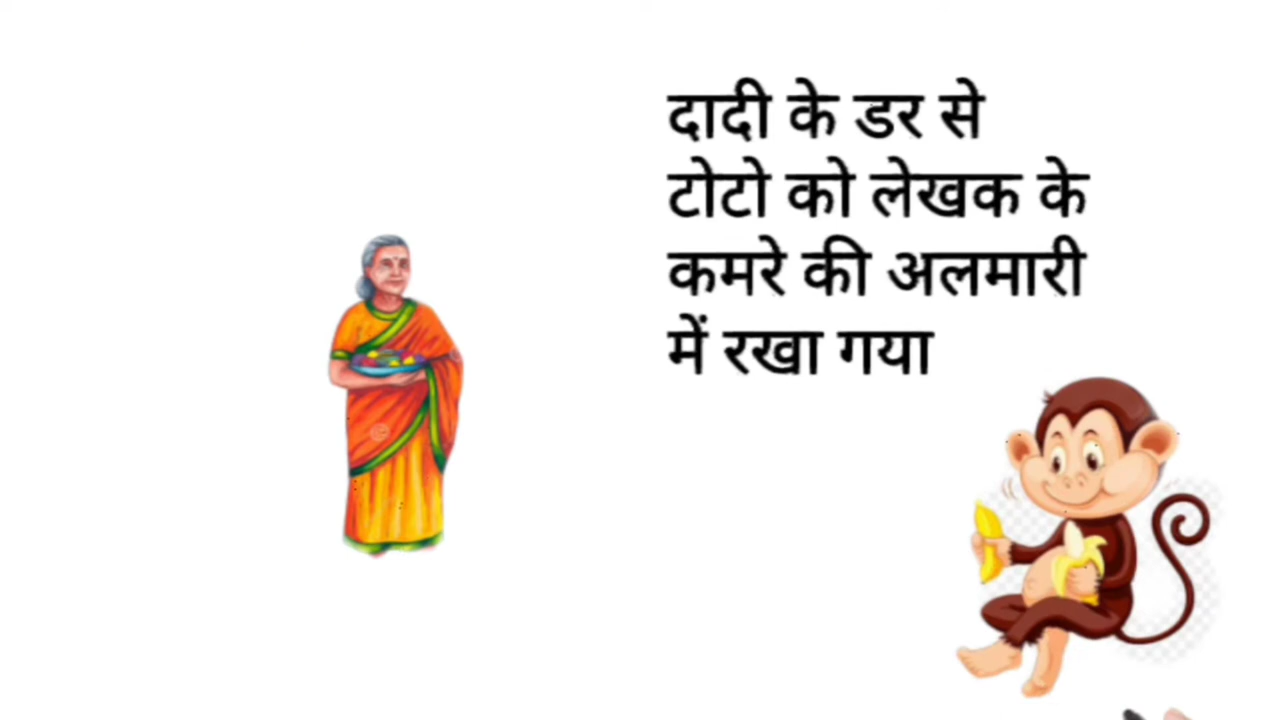 दादी के डर से
टोटो को लेखक के
कमरे की अलमारी
में रखा गया